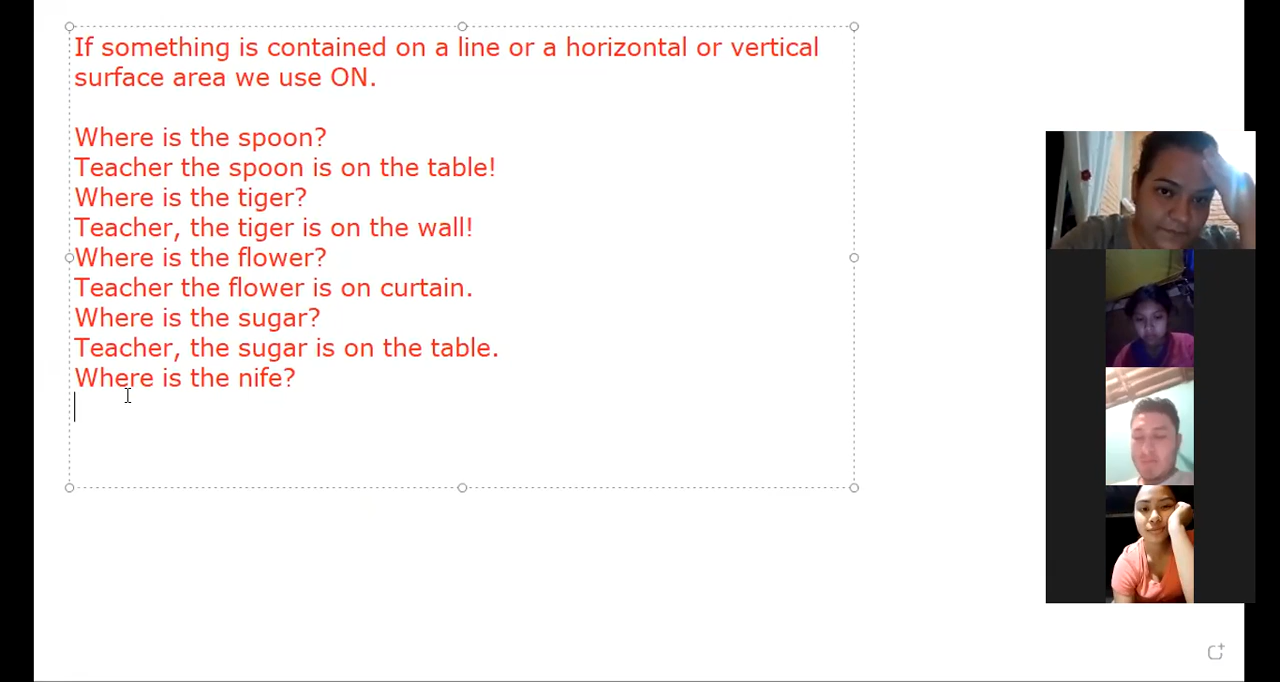 If something is contained on a line or a horizontal or vertical
surface area we use ON.
Where is the spoon?
Teacher the spoon is on the table!
Where is the tiger?
Teacher, the tiger is on the wall!
Where is the flower?
Teacher the flower is on curtain.
Where is the sugar?
Teacher, the sugar is on the table.
Where is the nife?